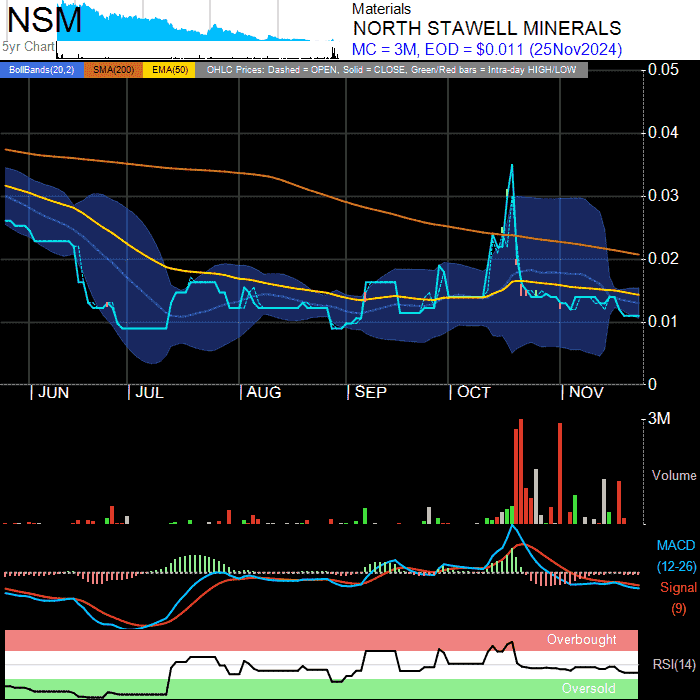 NSM
5yr Chart
Materials
NORTH STAWELL MINERALS
MC = 3M, EOD = $0.011 (25Nov2024)
BollBands(20,2) SMA(200) EMA(50) OHLC Prices: Dashed = OPEN, Solid = CLOSE, Green/Red bars = Intra-day HIGH/LOW
0.05
0.04
0.03
0.02
0.01
0
JUN JUL AUG SEP OCT NOV
3M
Volume
MACD
(12-26)
Signal
(9)
Overbought
RSI(14)
Oversold